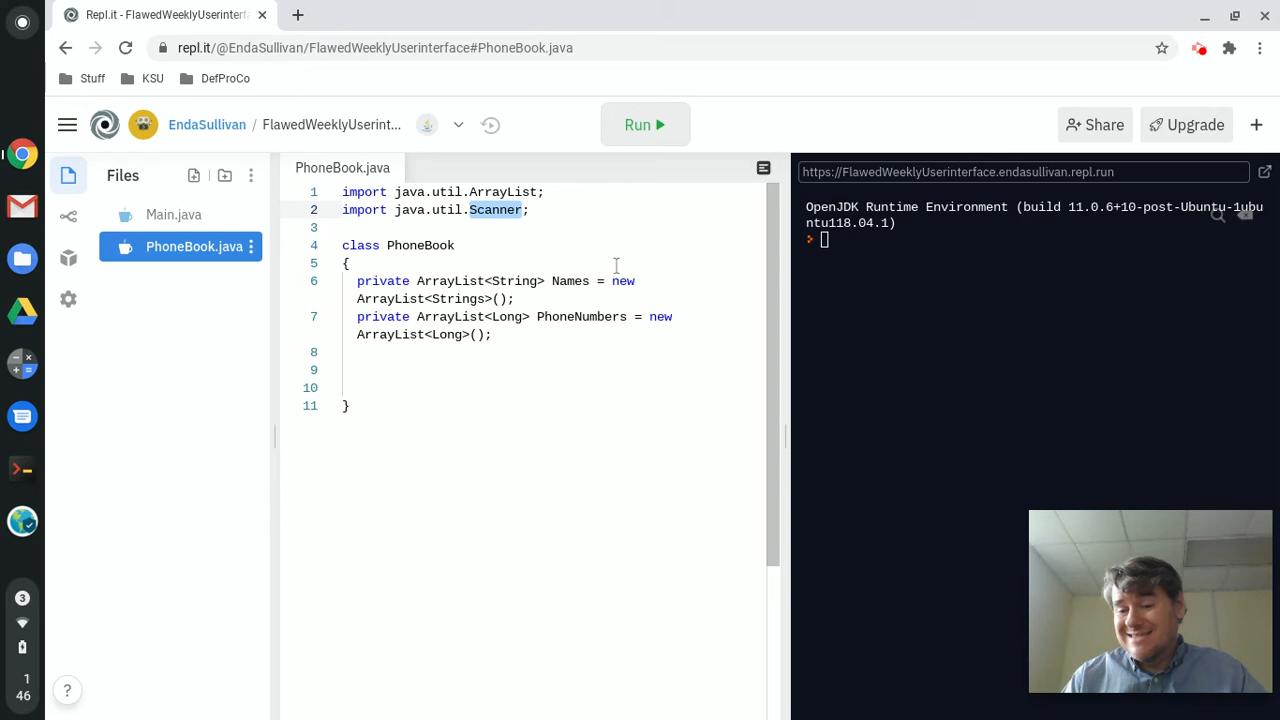 Repl.it - FlawedWeeklyUserinterf
repl.it/@EndaSullivan/FlawedWeeklyUserinterface#PhoneBook.java
Stuff KSU DefProCo
EndaSullivan / FlawedWeeklyUserint... Run Share Upgrade
Files
Main.java
PhoneBook.java
PhoneBook.java
1 import java.util.ArrayList;
2 import java.util.Scanner;
3
4 class PhoneBook
5 {
6 private ArrayList<String> Names = new
ArrayList<Strings>();
7 private ArrayList<Long> PhoneNumbers = new
ArrayList<Long>();
8
9
10
11 }
https://FlawedWeeklyUserinterface.endasullivan.repl.run
OpenJDK Runtime Environment (build 11.0.6+10-post-Ubuntu-1ubu
ntu118.04.1)
3
1
46
?